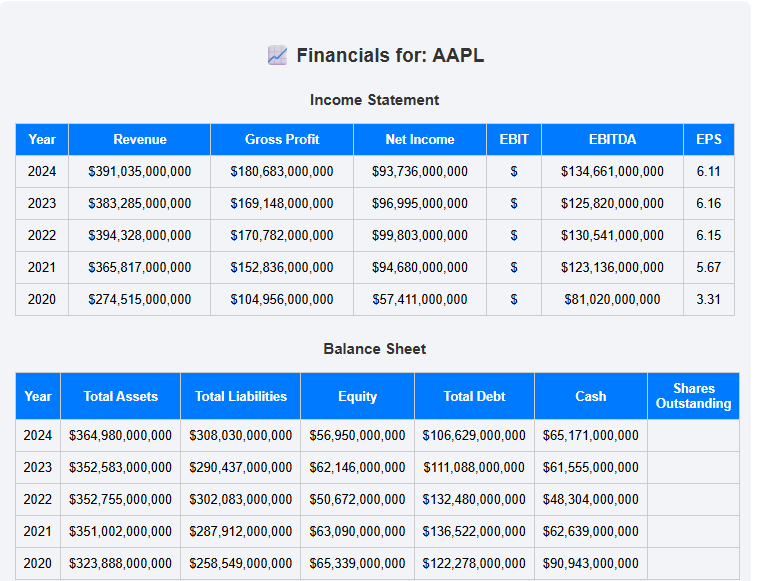 📈 Financials for: AAPL
Income Statement
Year Revenue Gross Profit Net Income EBIT EBITDA EPS
2024 $391,035,000,000 $180,683,000,000 $93,736,000,000 $ $134,661,000,000 6.11
2023 $383,285,000,000 $169,148,000,000 $96,995,000,000 $ $125,820,000,000 6.16
2022 $394,328,000,000 $170,782,000,000 $99,803,000,000 $ $130,541,000,000 6.15
2021 $365,817,000,000 $152,836,000,000 $94,680,000,000 $ $123,136,000,000 5.67
2020 $274,515,000,000 $104,956,000,000 $57,411,000,000 $ $81,020,000,000 3.31
Balance Sheet
Year Total Assets Total Liabilities Equity Total Debt Cash Shares Outstanding
2024 $364,980,000,000 $308,030,000,000 $56,950,000,000 $106,629,000,000 $65,171,000,000
2023 $352,583,000,000 $290,437,000,000 $62,146,000,000 $111,088,000,000 $61,555,000,000
2022 $352,755,000,000 $302,083,000,000 $50,672,000,000 $132,480,000,000 $48,304,000,000
2021 $351,002,000,000 $287,912,000,000 $63,090,000,000 $136,522,000,000 $62,639,000,000
2020 $323,888,000,000 $258,549,000,000 $65,339,000,000 $122,278,000,000 $90,943,000,000